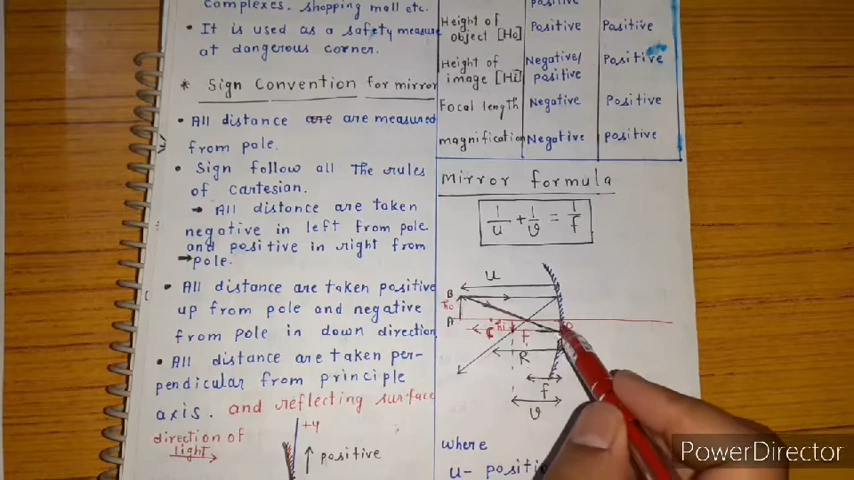 complexes, shopping mall etc.
• It is used as a safety measure
at dangerous corner.
* Sign Convention for mirror
• All distance are are measured
from pole.
• Sign follow all the rules
of Cartesian.
→ All distance are taken
negative in left from pole
and positive in right from
→ pole.
• All distance are taken positive
up from pole and negative
from pole in down direction
• All distance are taken per-
pendicular from principle
axis. and reflecting surface
direction of
light
+y
positive
positive
Height of
object [Ho]
Positive
Positive
Height of
image [Hi]
Negative/
positive
Positive
Focal length
Negative
Positive
magnification
Negative
positive
Mirror formula
1/u + 1/v = 1/f
u
B
ho
A
C
hi
f
R
f
v
where
u- positi
PowerDirector